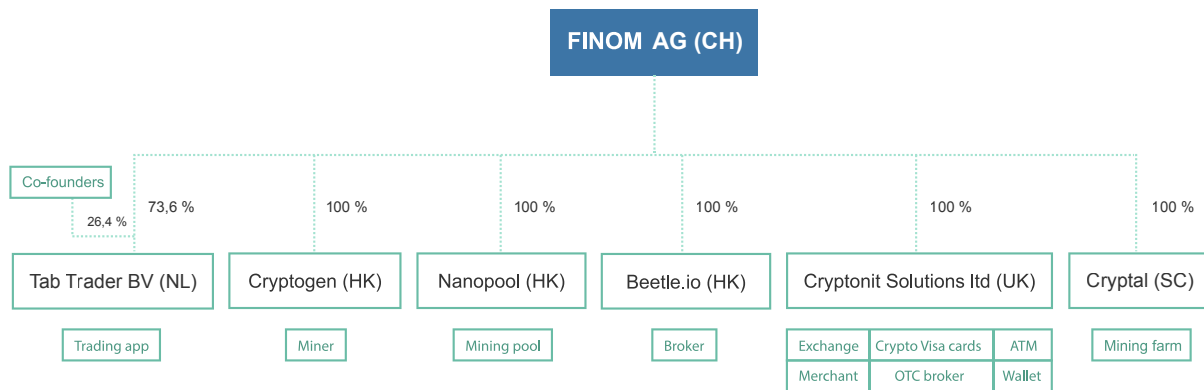 FINOM AG (CH)
Co-founders
26,4 %
73,6 %
100 %
100 %
100 %
100 %
100 %
Tab Trader BV (NL)
Cryptogen (HK)
Nanopool (HK)
Beetle.io (HK)
Cryptonit Solutions ltd (UK)
Cryptal (SC)
Trading app
Miner
Mining pool
Broker
Exchange
Crypto Visa cards
ATM
Mining farm
Merchant
OTC broker
Wallet